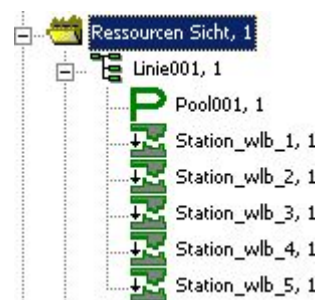 Ressourcen Sicht, 1
Linie001, 1
Pool001, 1
Station_wlb_1, 1
Station_wlb_2, 1
Station_wlb_3, 1
Station_wlb_4, 1
Station_wlb_5, 1